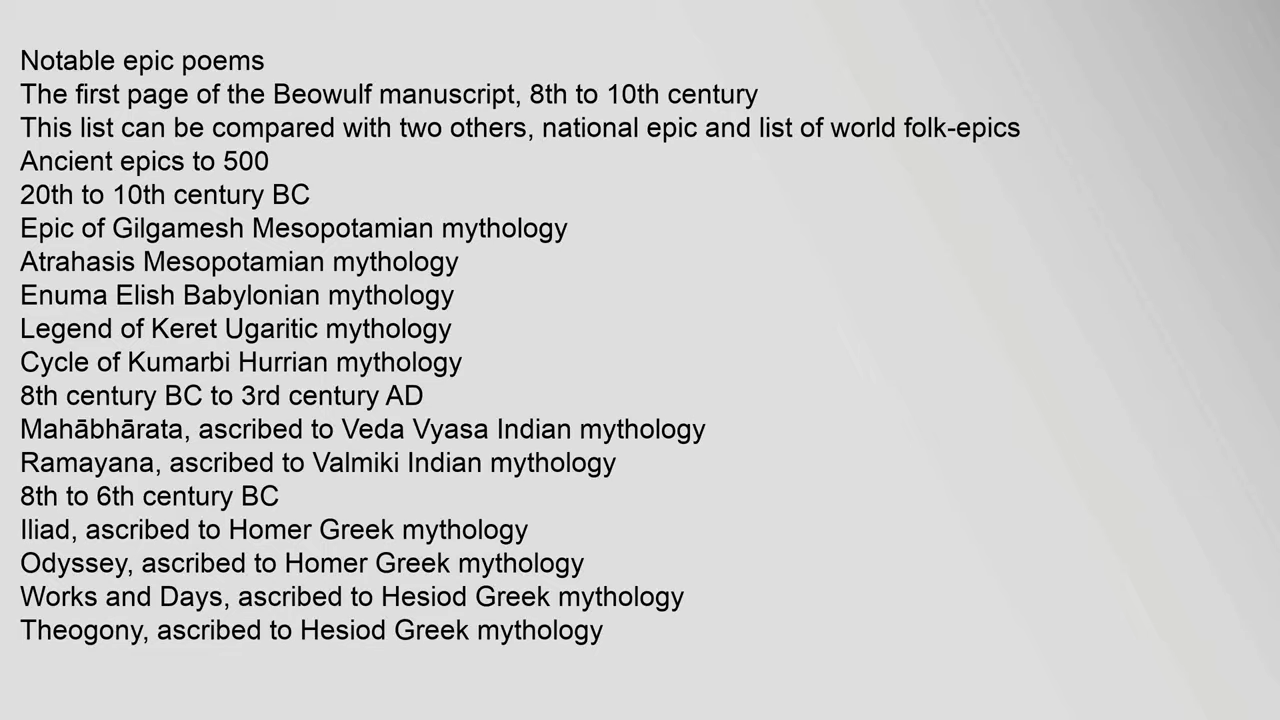 Notable epic poems
The first page of the Beowulf manuscript, 8th to 10th century
This list can be compared with two others, national epic and list of world folk-epics
Ancient epics to 500
20th to 10th century BC
Epic of Gilgamesh Mesopotamian mythology
Atrahasis Mesopotamian mythology
Enuma Elish Babylonian mythology
Legend of Keret Ugaritic mythology
Cycle of Kumarbi Hurrian mythology
8th century BC to 3rd century AD
Mahābhārata, ascribed to Veda Vyasa Indian mythology
Ramayana, ascribed to Valmiki Indian mythology
8th to 6th century BC
Iliad, ascribed to Homer Greek mythology
Odyssey, ascribed to Homer Greek mythology
Works and Days, ascribed to Hesiod Greek mythology
Theogony, ascribed to Hesiod Greek mythology